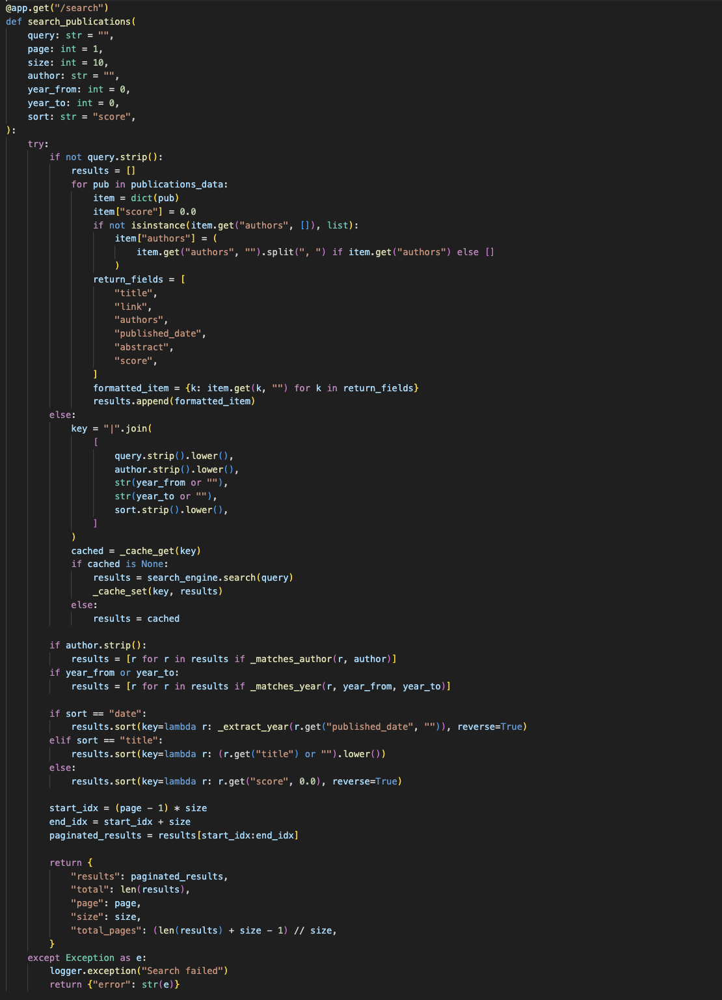 @app.get("/search")
def search_publications(
    query: str = "",
    page: int = 1,
    size: int = 10,
    author: str = "",
    year_from: int = 0,
    year_to: int = 0,
    sort: str = "score",
):
    try:
        if not query.strip():
            results = []
            for pub in publications_data:
                item = dict(pub)
                item["score"] = 0.0
                if not isinstance(item.get("authors", []), list):
                    item["authors"] = (
                        item.get("authors", "").split(", ") if item.get("authors") else []
                    )
                return_fields = [
                    "title",
                    "link",
                    "authors",
                    "published_date",
                    "abstract",
                    "score",
                ]
                formatted_item = {k: item.get(k, "") for k in return_fields}
                results.append(formatted_item)
        else:
            key = "|".join(
                [
                    query.strip().lower(),
                    author.strip().lower(),
                    str(year_from or ""),
                    str(year_to or ""),
                    sort.strip().lower(),
                ]
            )
            cached = _cache_get(key)
            if cached is None:
                results = search_engine.search(query)
                _cache_set(key, results)
            else:
                results = cached

        if author.strip():
            results = [r for r in results if _matches_author(r, author)]
        if year_from or year_to:
            results = [r for r in results if _matches_year(r, year_from, year_to)]

        if sort == "date":
            results.sort(key=lambda r: _extract_year(r.get("published_date", "")), reverse=True)
        elif sort == "title":
            results.sort(key=lambda r: (r.get("title") or "").lower())
        else:
            results.sort(key=lambda r: r.get("score", 0.0), reverse=True)

        start_idx = (page - 1) * size
        end_idx = start_idx + size
        paginated_results = results[start_idx:end_idx]

        return {
            "results": paginated_results,
            "total": len(results),
            "page": page,
            "size": size,
            "total_pages": (len(results) + size - 1) // size,
        }
    except Exception as e:
        logger.exception("Search failed")
        return {"error": str(e)}